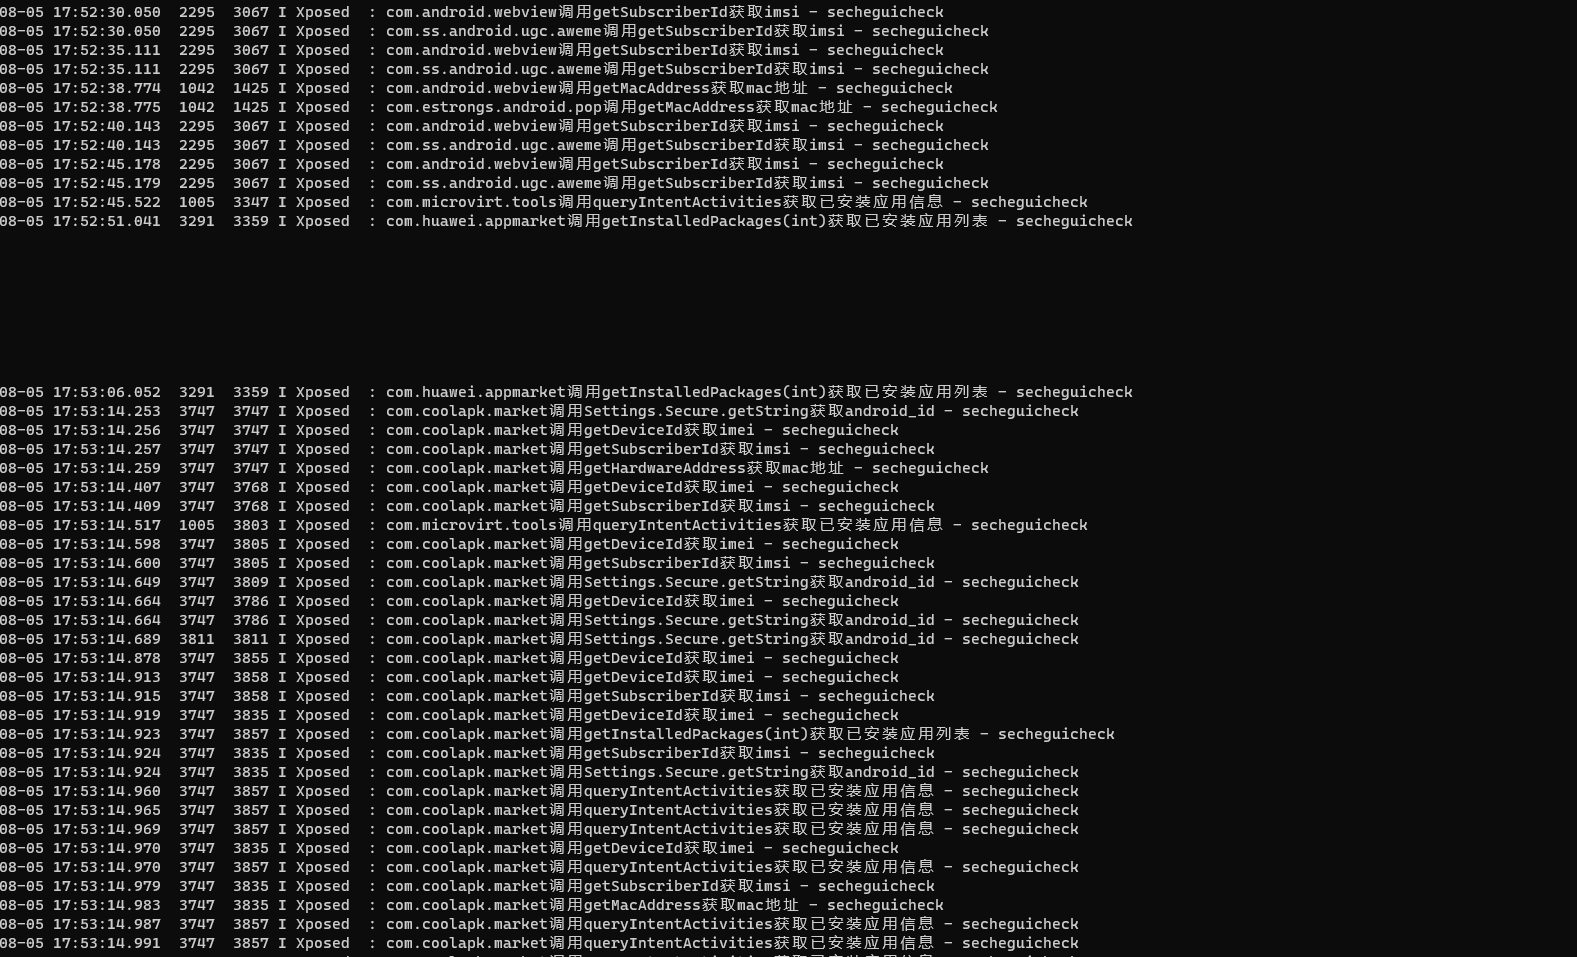 08-05 17:52:30.050  2295  3067 I Xposed  : com.android.webview调用getSubscriberId获取imsi - secheguicheck
08-05 17:52:30.050  2295  3067 I Xposed  : com.ss.android.ugc.aweme调用getSubscriberId获取imsi - secheguicheck
08-05 17:52:35.111  2295  3067 I Xposed  : com.android.webview调用getSubscriberId获取imsi - secheguicheck
08-05 17:52:35.111  2295  3067 I Xposed  : com.ss.android.ugc.aweme调用getSubscriberId获取imsi - secheguicheck
08-05 17:52:38.774  1042  1425 I Xposed  : com.android.webview调用getMacAddress获取mac地址 - secheguicheck
08-05 17:52:38.775  1042  1425 I Xposed  : com.estrongs.android.pop调用getMacAddress获取mac地址 - secheguicheck
08-05 17:52:40.143  2295  3067 I Xposed  : com.android.webview调用getSubscriberId获取imsi - secheguicheck
08-05 17:52:40.143  2295  3067 I Xposed  : com.ss.android.ugc.aweme调用getSubscriberId获取imsi - secheguicheck
08-05 17:52:45.178  2295  3067 I Xposed  : com.android.webview调用getSubscriberId获取imsi - secheguicheck
08-05 17:52:45.179  2295  3067 I Xposed  : com.ss.android.ugc.aweme调用getSubscriberId获取imsi - secheguicheck
08-05 17:52:45.522  1005  3347 I Xposed  : com.microvirt.tools调用queryIntentActivities获取已安装应用信息 - secheguicheck
08-05 17:52:51.041  3291  3359 I Xposed  : com.huawei.appmarket调用getInstalledPackages(int)获取已安装应用列表 - secheguicheck
08-05 17:53:06.052  3291  3359 I Xposed  : com.huawei.appmarket调用getInstalledPackages(int)获取已安装应用列表 - secheguicheck
08-05 17:53:14.253  3747  3747 I Xposed  : com.coolapk.market调用Settings.Secure.getString获取android_id - secheguicheck
08-05 17:53:14.256  3747  3747 I Xposed  : com.coolapk.market调用getDeviceId获取imei - secheguicheck
08-05 17:53:14.257  3747  3747 I Xposed  : com.coolapk.market调用getSubscriberId获取imsi - secheguicheck
08-05 17:53:14.259  3747  3747 I Xposed  : com.coolapk.market调用getHardwareAddress获取mac地址 - secheguicheck
08-05 17:53:14.407  3747  3768 I Xposed  : com.coolapk.market调用getDeviceId获取imei - secheguicheck
08-05 17:53:14.409  3747  3768 I Xposed  : com.coolapk.market调用getSubscriberId获取imsi - secheguicheck
08-05 17:53:14.517  1005  3803 I Xposed  : com.microvirt.tools调用queryIntentActivities获取已安装应用信息 - secheguicheck
08-05 17:53:14.598  3747  3805 I Xposed  : com.coolapk.market调用getDeviceId获取imei - secheguicheck
08-05 17:53:14.600  3747  3805 I Xposed  : com.coolapk.market调用getSubscriberId获取imsi - secheguicheck
08-05 17:53:14.649  3747  3809 I Xposed  : com.coolapk.market调用Settings.Secure.getString获取android_id - secheguicheck
08-05 17:53:14.664  3747  3786 I Xposed  : com.coolapk.market调用getDeviceId获取imei - secheguicheck
08-05 17:53:14.664  3747  3786 I Xposed  : com.coolapk.market调用Settings.Secure.getString获取android_id - secheguicheck
08-05 17:53:14.689  3811  3811 I Xposed  : com.coolapk.market调用Settings.Secure.getString获取android_id - secheguicheck
08-05 17:53:14.878  3747  3855 I Xposed  : com.coolapk.market调用getDeviceId获取imei - secheguicheck
08-05 17:53:14.913  3747  3858 I Xposed  : com.coolapk.market调用getDeviceId获取imei - secheguicheck
08-05 17:53:14.915  3747  3858 I Xposed  : com.coolapk.market调用getSubscriberId获取imsi - secheguicheck
08-05 17:53:14.919  3747  3835 I Xposed  : com.coolapk.market调用getDeviceId获取imei - secheguicheck
08-05 17:53:14.923  3747  3857 I Xposed  : com.coolapk.market调用getInstalledPackages(int)获取已安装应用列表 - secheguicheck
08-05 17:53:14.924  3747  3835 I Xposed  : com.coolapk.market调用getSubscriberId获取imsi - secheguicheck
08-05 17:53:14.924  3747  3835 I Xposed  : com.coolapk.market调用Settings.Secure.getString获取android_id - secheguicheck
08-05 17:53:14.960  3747  3857 I Xposed  : com.coolapk.market调用queryIntentActivities获取已安装应用信息 - secheguicheck
08-05 17:53:14.965  3747  3857 I Xposed  : com.coolapk.market调用queryIntentActivities获取已安装应用信息 - secheguicheck
08-05 17:53:14.969  3747  3857 I Xposed  : com.coolapk.market调用queryIntentActivities获取已安装应用信息 - secheguicheck
08-05 17:53:14.970  3747  3835 I Xposed  : com.coolapk.market调用getDeviceId获取imei - secheguicheck
08-05 17:53:14.970  3747  3857 I Xposed  : com.coolapk.market调用queryIntentActivities获取已安装应用信息 - secheguicheck
08-05 17:53:14.979  3747  3835 I Xposed  : com.coolapk.market调用getSubscriberId获取imsi - secheguicheck
08-05 17:53:14.983  3747  3835 I Xposed  : com.coolapk.market调用getMacAddress获取mac地址 - secheguicheck
08-05 17:53:14.987  3747  3857 I Xposed  : com.coolapk.market调用queryIntentActivities获取已安装应用信息 - secheguicheck
08-05 17:53:14.991  3747  3857 I Xposed  : com.coolapk.market调用queryIntentActivities获取已安装应用信息 - secheguicheck